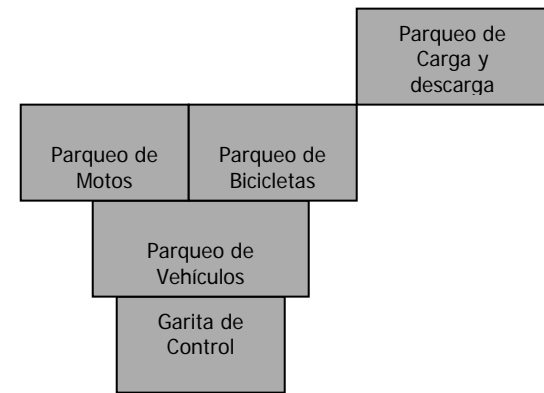 Parqueo de
Carga y
descarga
Parqueo de
Motos
Parqueo de
Bicicletas
Parqueo de
Vehículos
Garita de
Control